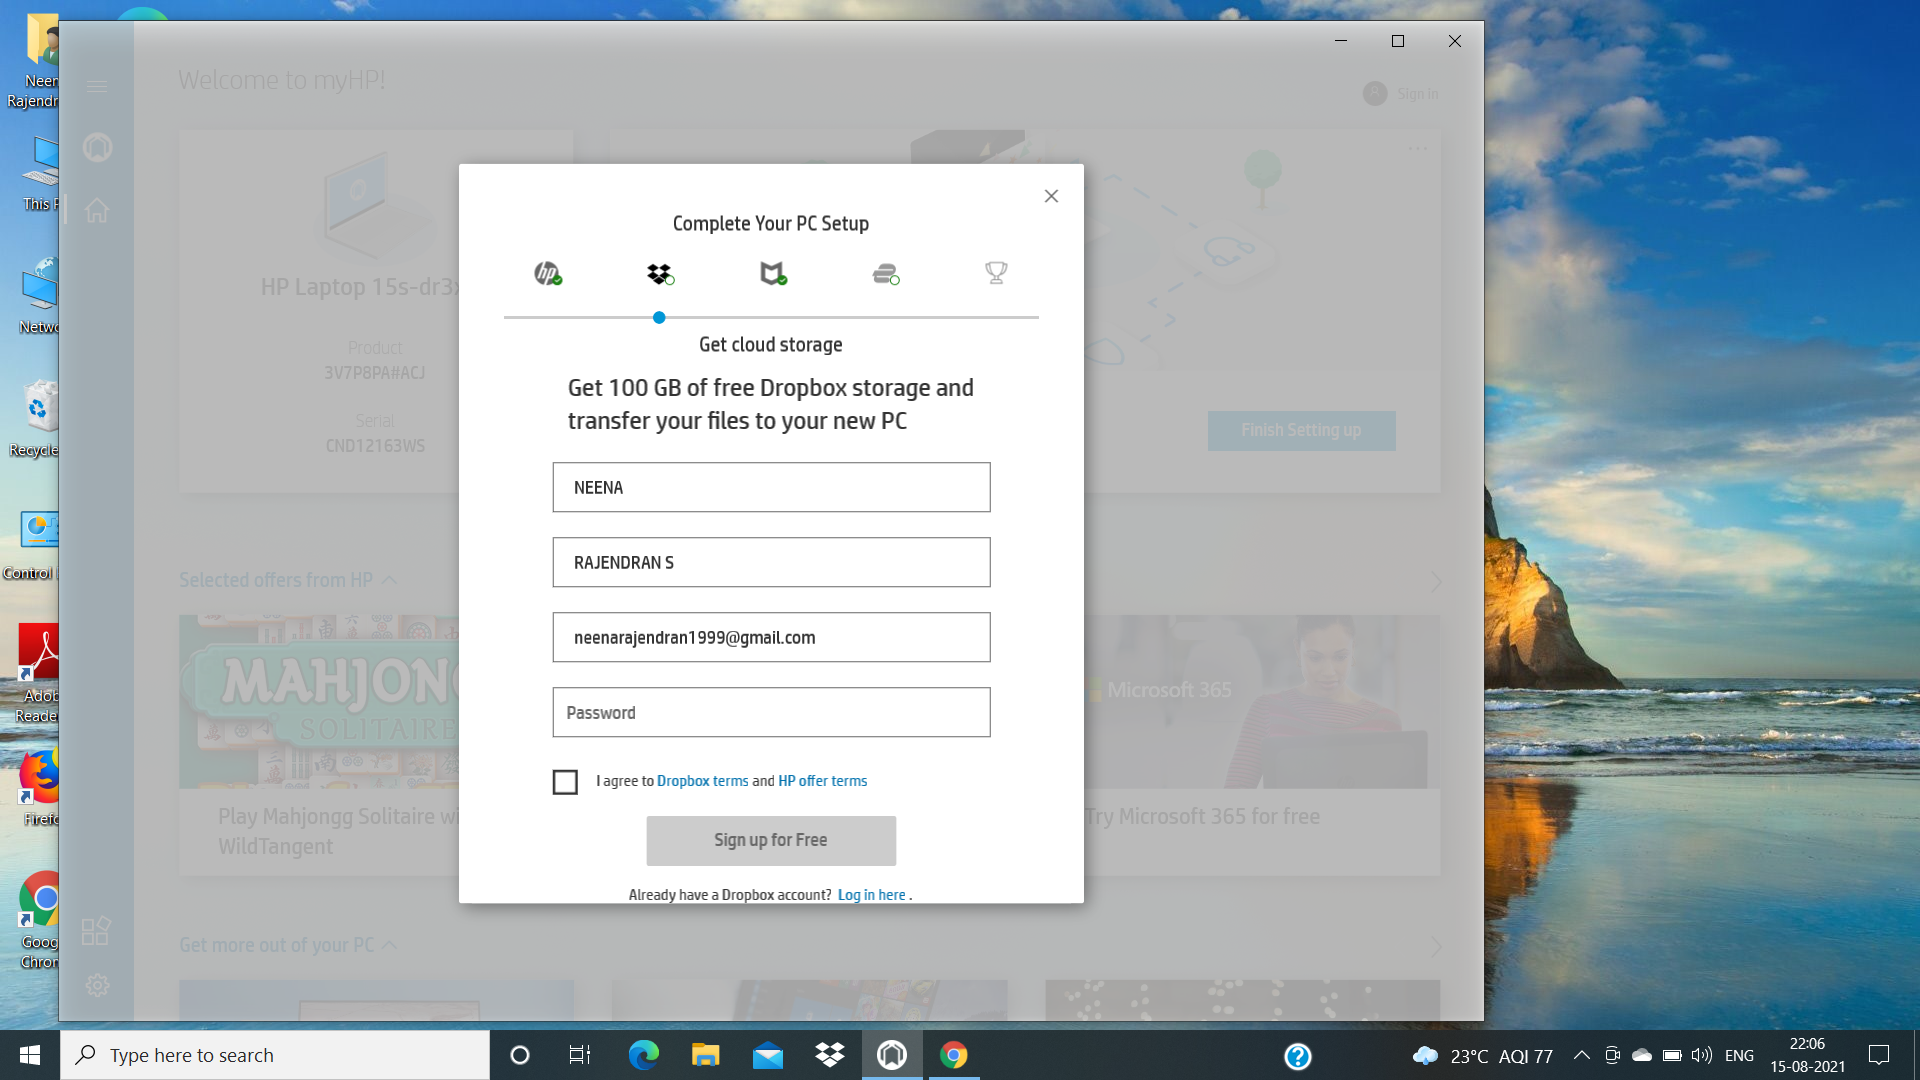 Neen
Rajendr
This P
Netwo
Recycle
Control
Adob
Reade
Firefo
Goog
Chron
Welcome to myHP!
Sign in
HP Laptop 15s-dr3x
Product
3V7P8PA#ACJ
Serial
CND12163WS
Finish Setting up
Selected offers from HP
MAHJONG
SOLITAIRE
Play Mahjongg Solitaire wi
WildTangent
Microsoft 365
Try Microsoft 365 for free
Get more out of your PC
Complete Your PC Setup
hp
Get cloud storage
Get 100 GB of free Dropbox storage and
transfer your files to your new PC
NEENA
RAJENDRAN S
neenarajendran1999@gmail.com
Password
I agree to Dropbox terms and HP offer terms
Sign up for Free
Already have a Dropbox account? Log in here .
Type here to search
23°C AQI 77
ENG
22:06
15-08-2021